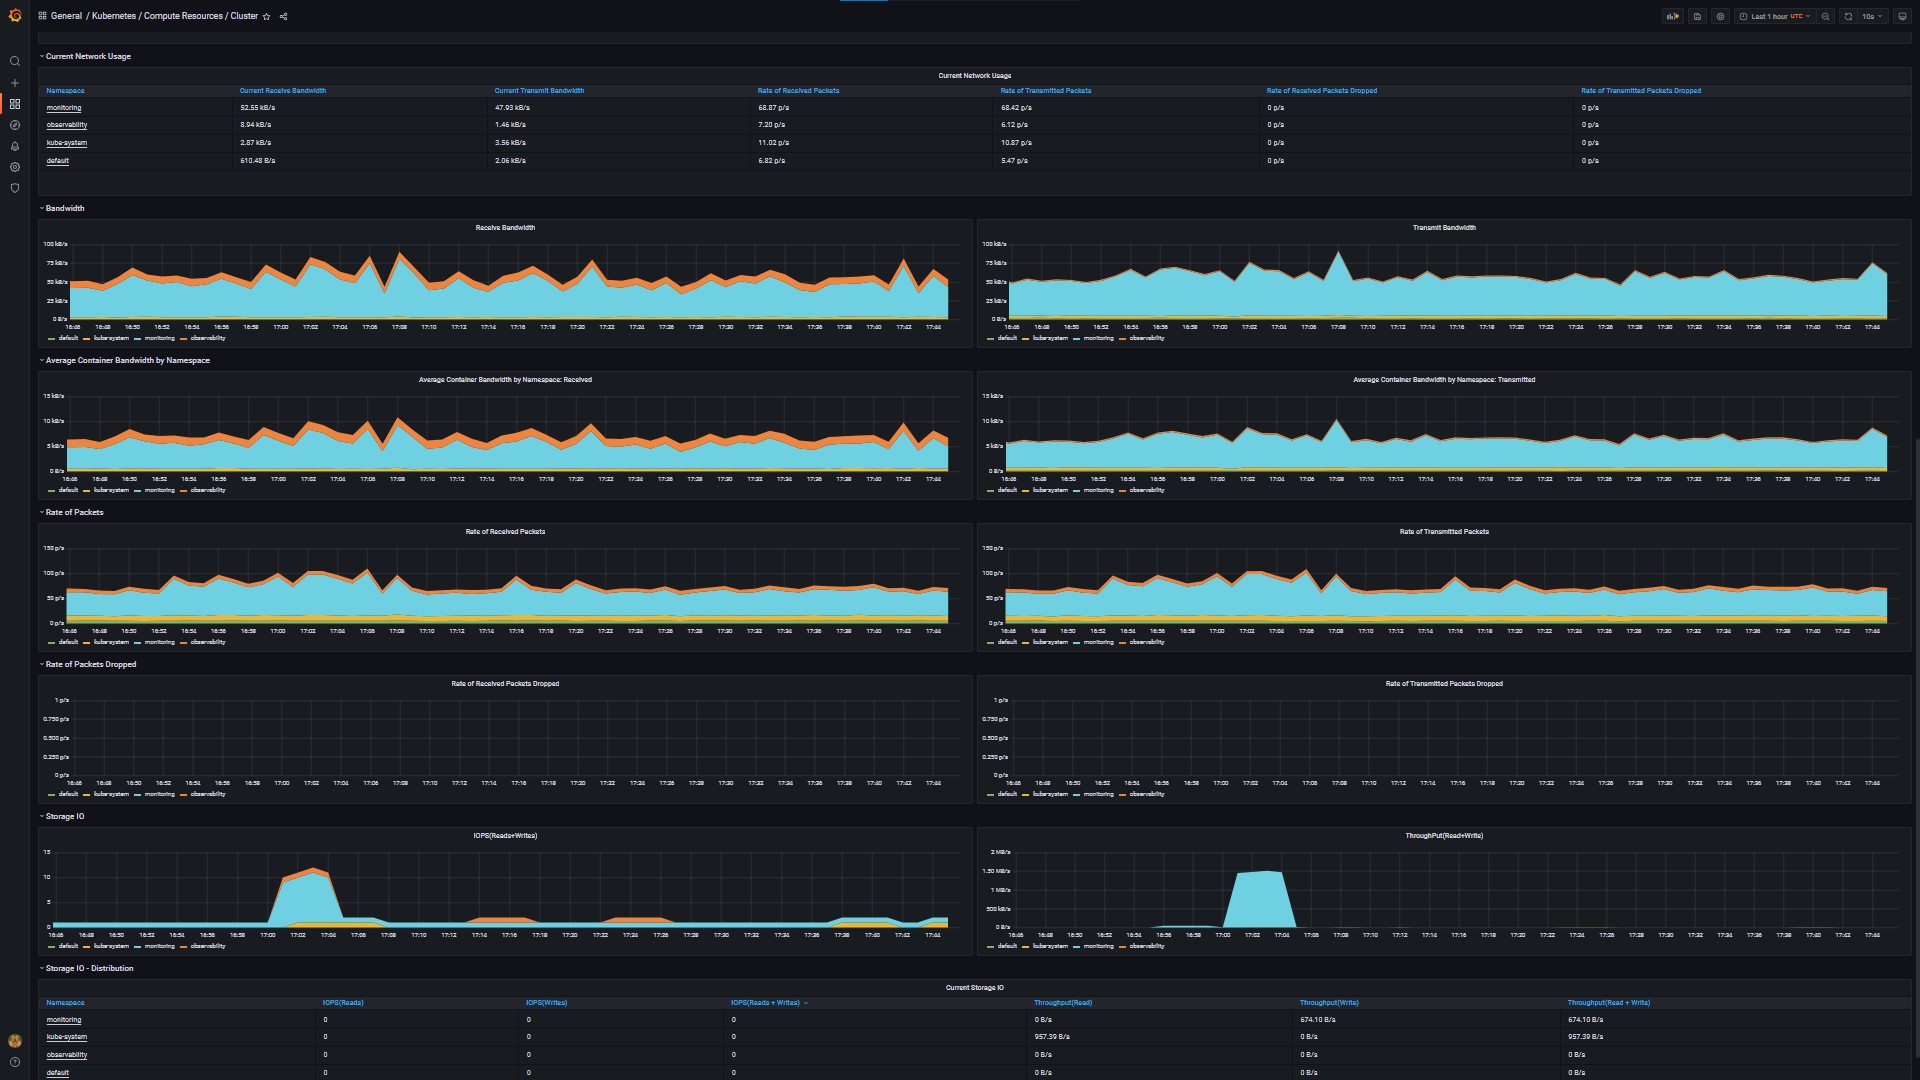 General / Kubernetes / Compute Resources / Cluster
Last 1 hour UTC
10s
Current Network Usage
Current Network Usage
Namespace Current Receive Bandwidth Current Transmit Bandwidth Rate of Received Packets Rate of Transmitted Packets Rate of Received Packets Dropped Rate of Transmitted Packets Dropped
monitoring 52.55 kB/s 47.93 kB/s 68.87 p/s 68.42 p/s 0 p/s 0 p/s
observability 8.94 kB/s 1.46 kB/s 7.20 p/s 6.12 p/s 0 p/s 0 p/s
kube-system 2.87 kB/s 3.56 kB/s 11.02 p/s 10.87 p/s 0 p/s 0 p/s
default 610.48 B/s 2.06 kB/s 6.82 p/s 5.47 p/s 0 p/s 0 p/s
Bandwidth
Receive Bandwidth
100 kB/s
75 kB/s
50 kB/s
25 kB/s
0 B/s
16:46 16:48 16:50 16:52 16:54 16:56 16:58 17:00 17:02 17:04 17:06 17:08 17:10 17:12 17:14 17:16 17:18 17:20 17:22 17:24 17:26 17:28 17:30 17:32 17:34 17:36 17:38 17:40 17:42 17:44
default kube-system monitoring observability
Transmit Bandwidth
100 kB/s
75 kB/s
50 kB/s
25 kB/s
0 B/s
16:46 16:48 16:50 16:52 16:54 16:56 16:58 17:00 17:02 17:04 17:06 17:08 17:10 17:12 17:14 17:16 17:18 17:20 17:22 17:24 17:26 17:28 17:30 17:32 17:34 17:36 17:38 17:40 17:42 17:44
default kube-system monitoring observability
Average Container Bandwidth by Namespace
Average Container Bandwidth by Namespace: Received
15 kB/s
10 kB/s
5 kB/s
0 B/s
16:46 16:48 16:50 16:52 16:54 16:56 16:58 17:00 17:02 17:04 17:06 17:08 17:10 17:12 17:14 17:16 17:18 17:20 17:22 17:24 17:26 17:28 17:30 17:32 17:34 17:36 17:38 17:40 17:42 17:44
default kube-system monitoring observability
Average Container Bandwidth by Namespace: Transmitted
15 kB/s
10 kB/s
5 kB/s
0 B/s
16:46 16:48 16:50 16:52 16:54 16:56 16:58 17:00 17:02 17:04 17:06 17:08 17:10 17:12 17:14 17:16 17:18 17:20 17:22 17:24 17:26 17:28 17:30 17:32 17:34 17:36 17:38 17:40 17:42 17:44
default kube-system monitoring observability
Rate of Packets
Rate of Received Packets
150 p/s
100 p/s
50 p/s
0 p/s
16:46 16:48 16:50 16:52 16:54 16:56 16:58 17:00 17:02 17:04 17:06 17:08 17:10 17:12 17:14 17:16 17:18 17:20 17:22 17:24 17:26 17:28 17:30 17:32 17:34 17:36 17:38 17:40 17:42 17:44
default kube-system monitoring observability
Rate of Transmitted Packets
150 p/s
100 p/s
50 p/s
0 p/s
16:46 16:48 16:50 16:52 16:54 16:56 16:58 17:00 17:02 17:04 17:06 17:08 17:10 17:12 17:14 17:16 17:18 17:20 17:22 17:24 17:26 17:28 17:30 17:32 17:34 17:36 17:38 17:40 17:42 17:44
default kube-system monitoring observability
Rate of Packets Dropped
Rate of Received Packets Dropped
1 p/s
0.750 p/s
0.500 p/s
0.250 p/s
0 p/s
16:46 16:48 16:50 16:52 16:54 16:56 16:58 17:00 17:02 17:04 17:06 17:08 17:10 17:12 17:14 17:16 17:18 17:20 17:22 17:24 17:26 17:28 17:30 17:32 17:34 17:36 17:38 17:40 17:42 17:44
default kube-system monitoring observability
Rate of Transmitted Packets Dropped
1 p/s
0.750 p/s
0.500 p/s
0.250 p/s
0 p/s
16:46 16:48 16:50 16:52 16:54 16:56 16:58 17:00 17:02 17:04 17:06 17:08 17:10 17:12 17:14 17:16 17:18 17:20 17:22 17:24 17:26 17:28 17:30 17:32 17:34 17:36 17:38 17:40 17:42 17:44
default kube-system monitoring observability
Storage IO
IOPS(Reads+Writes)
15
10
5
0
16:46 16:48 16:50 16:52 16:54 16:56 16:58 17:00 17:02 17:04 17:06 17:08 17:10 17:12 17:14 17:16 17:18 17:20 17:22 17:24 17:26 17:28 17:30 17:32 17:34 17:36 17:38 17:40 17:42 17:44
default kube-system monitoring observability
ThroughPut(Read+Write)
2 MB/s
1.50 MB/s
1 MB/s
500 kB/s
0 B/s
16:46 16:48 16:50 16:52 16:54 16:56 16:58 17:00 17:02 17:04 17:06 17:08 17:10 17:12 17:14 17:16 17:18 17:20 17:22 17:24 17:26 17:28 17:30 17:32 17:34 17:36 17:38 17:40 17:42 17:44
default kube-system monitoring observability
Storage IO - Distribution
Current Storage IO
Namespace IOPS(Reads) IOPS(Writes) IOPS(Reads + Writes) Throughput(Read) Throughput(Write) Throughput(Read + Write)
monitoring 0 0 0 0 B/s 674.10 B/s 674.10 B/s
kube-system 0 0 0 957.39 B/s 0 B/s 957.39 B/s
observability 0 0 0 0 B/s 0 B/s 0 B/s
default 0 0 0 0 B/s 0 B/s 0 B/s